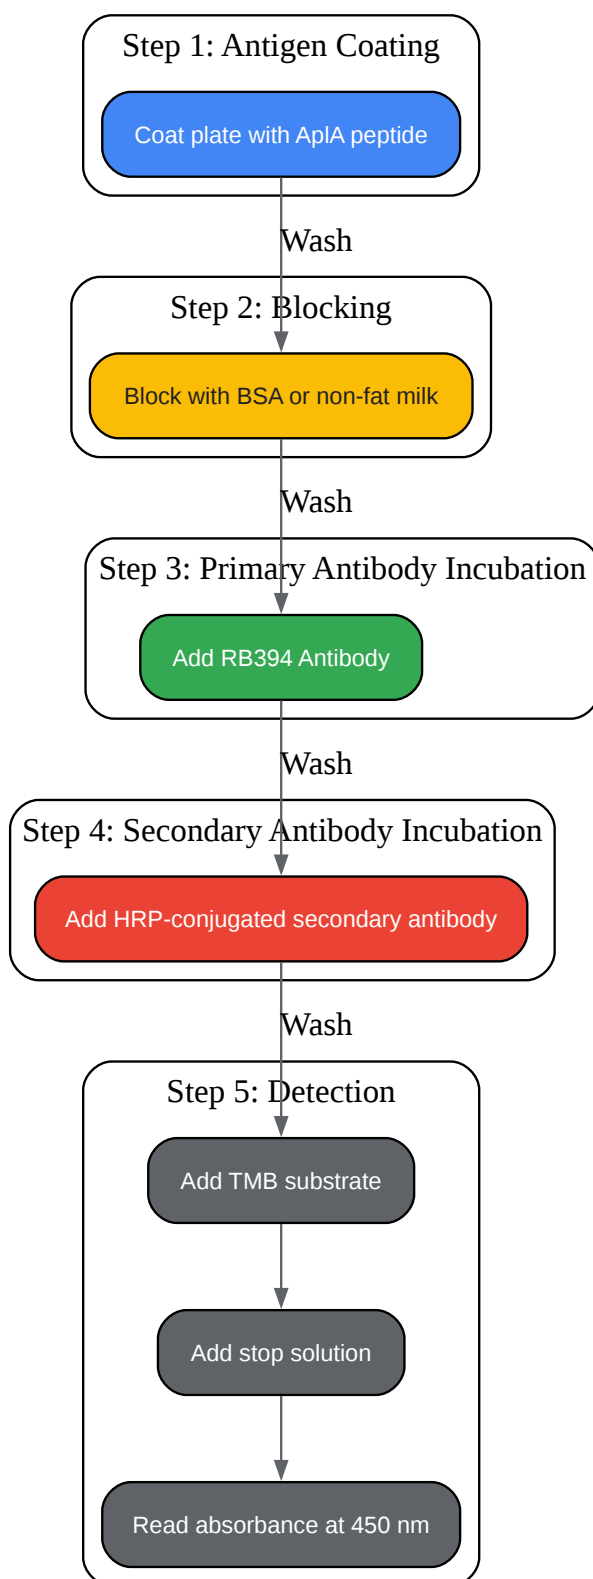 Step 1: Antigen Coating
Coat plate with AplA peptide
Wash
Step 2: Blocking
Block with BSA or non-fat milk
Wash
Step 3: Primary Antibody Incubation
Add RB394 Antibody
Wash
Step 4: Secondary Antibody Incubation
Add HRP-conjugated secondary antibody
Wash
Step 5: Detection
Add TMB substrate
Add stop solution
Read absorbance at 450 nm